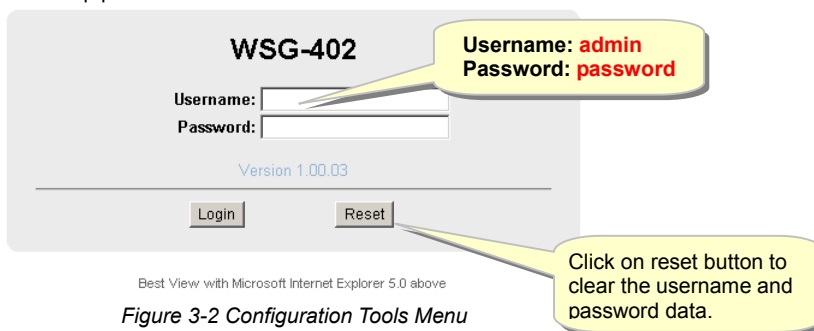 WSG-402
Username: admin
Password: password
Username:
Password:
Version 1.00.03
Login Reset
Click on reset button to
clear the username and
password data.
Best View with Microsoft Internet Explorer 5.0 above
Figure 3-2 Configuration Tools Menu